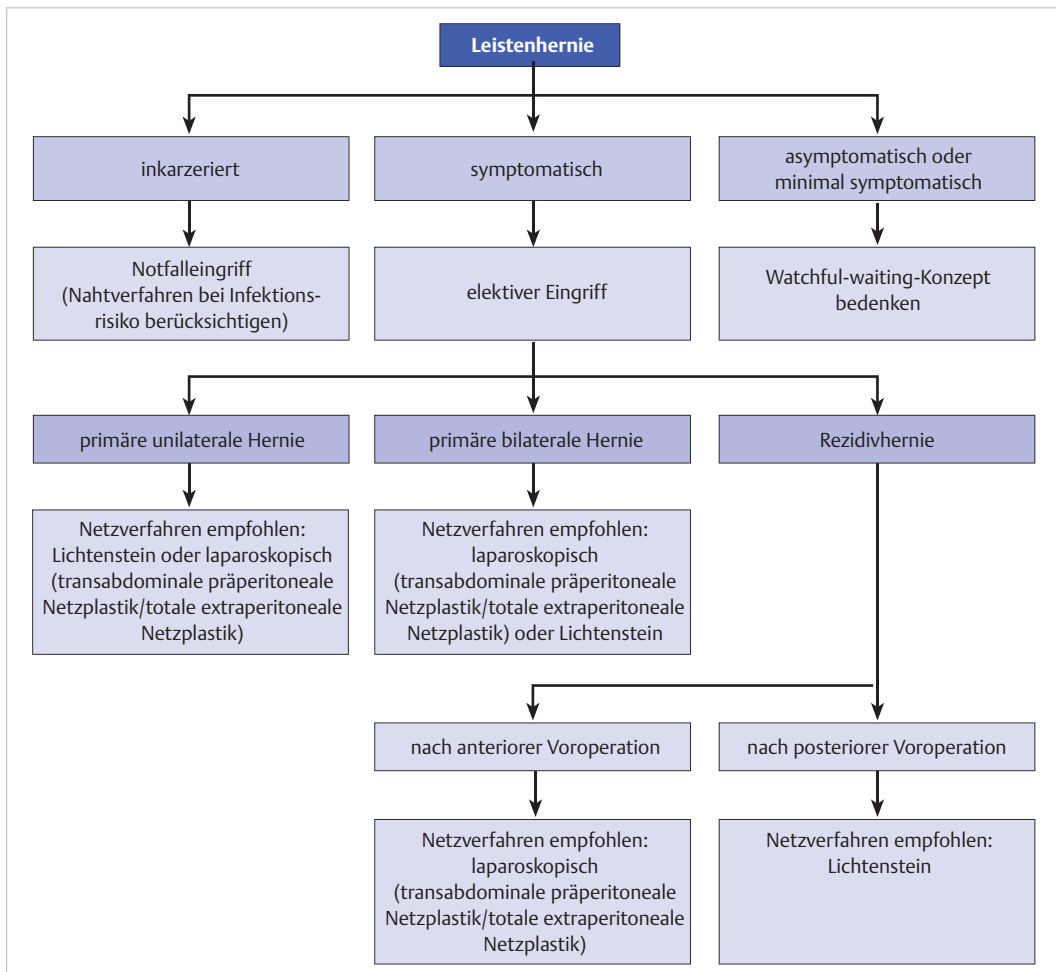 Leistenhernie
inkarzeriert
symptomatisch
asymptomatisch oder
minimal symptomatisch
Notfalleingriff
(Nahtverfahren bei Infektions-
risiko berücksichtigen)
elektiver Eingriff
Watchful-waiting-Konzept
bedenken
primäre unilaterale Hernie
primäre bilaterale Hernie
Rezidivhernie
Netzverfahren empfohlen:
Lichtenstein oder laparoskopisch
(transabdominale präperitoneale
Netzplastik/totale extraperitoneale
Netzplastik)
Netzverfahren empfohlen:
laparoskopisch
(transabdominale präperitoneale
Netzplastik/totale extraperitoneale
Netzplastik) oder Lichtenstein
nach anteriorer Voroperation
nach posteriorer Voroperation
Netzverfahren empfohlen:
laparoskopisch
(transabdominale präperitoneale
Netzplastik/totale extraperitoneale
Netzplastik)
Netzverfahren empfohlen:
Lichtenstein